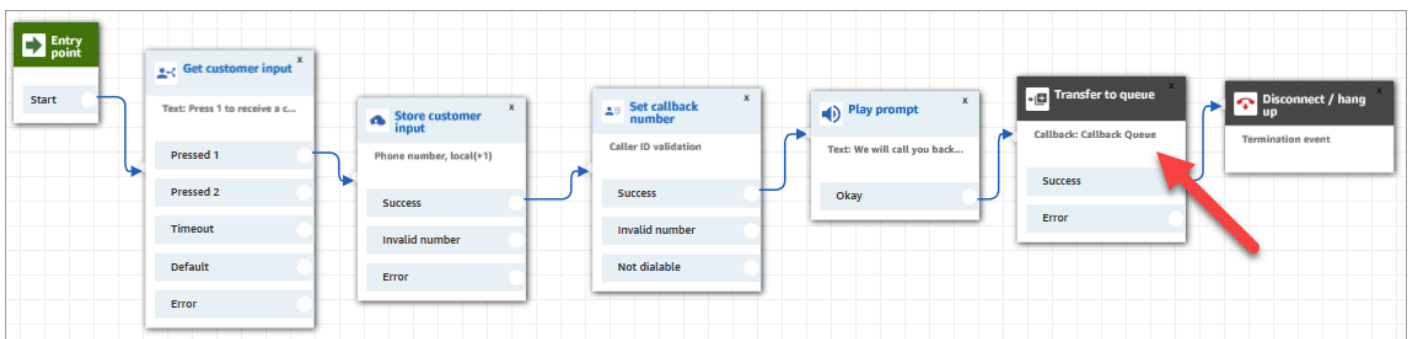 Entry
point
Start
Get customer input
x
Text: Press 1 to receive a c...
Pressed 1
Pressed 2
Timeout
Default
Error
Store customer
input
x
Phone number, local(+1)
Success
Invalid number
Error
Set callback
number
x
Caller ID validation
Success
Invalid number
Not dialable
Play prompt
x
Text: We will call you back...
Okay
Transfer to queue
x
Callback: Callback Queue
Success
Error
Disconnect / hang
up
x
Termination event